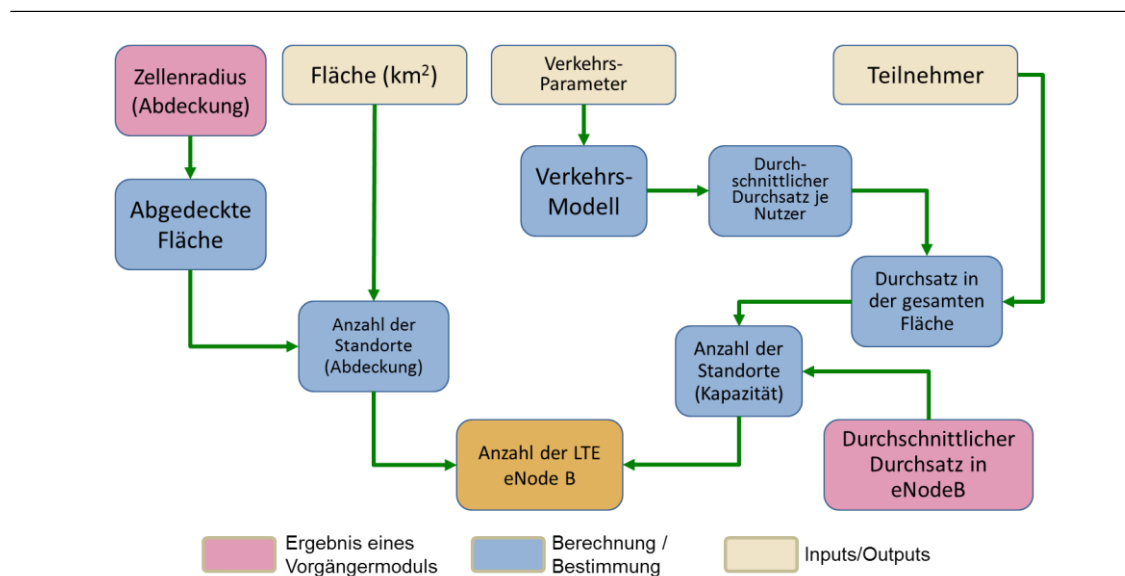 Zellenradius
(Abdeckung)
Fläche (km²)
Verkehrs-
Parameter
Teilnehmer
Abgedeckte
Fläche
Verkehrs-
Modell
Durch-
schnittlicher
Durchsatz je
Nutzer
Durchsatz in
der gesamten
Fläche
Anzahl der
Standorte
(Abdeckung)
Anzahl der
Standorte
(Kapazität)
Anzahl der LTE
eNode B
Durchschnittlicher
Durchsatz in
eNodeB
Ergebnis eines
Vorgängermoduls
Berechnung /
Bestimmung
Inputs/Outputs